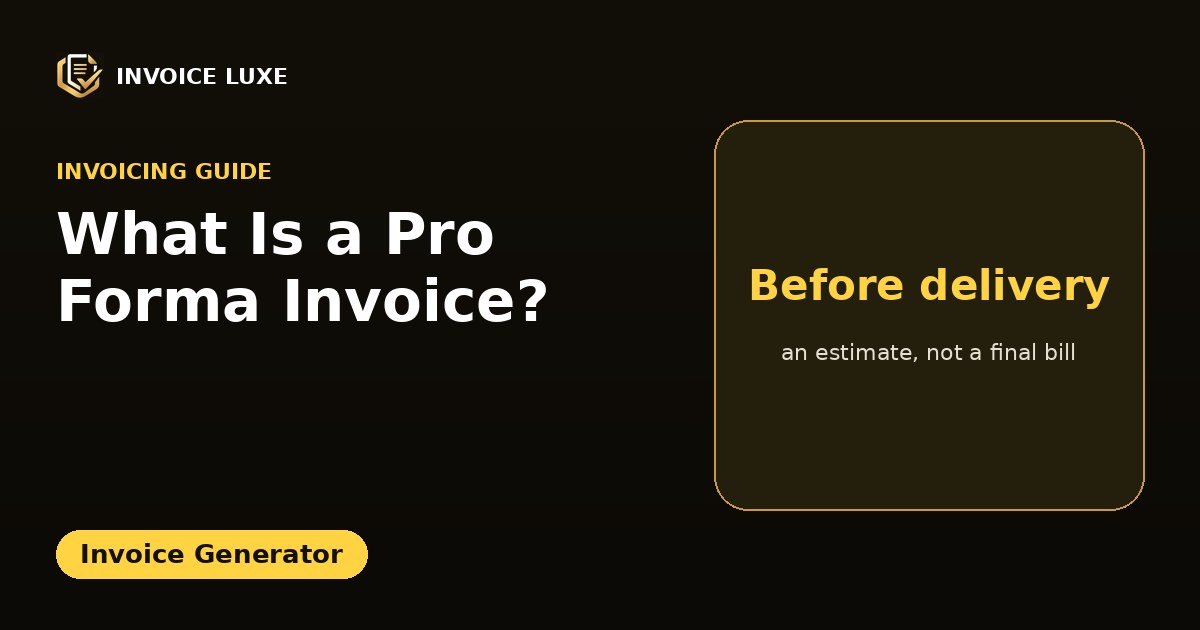 INVOICE LUXE
INVOICING GUIDE
What Is a Pro
Forma Invoice?
Before delivery
an estimate, not a final bill
Invoice Generator